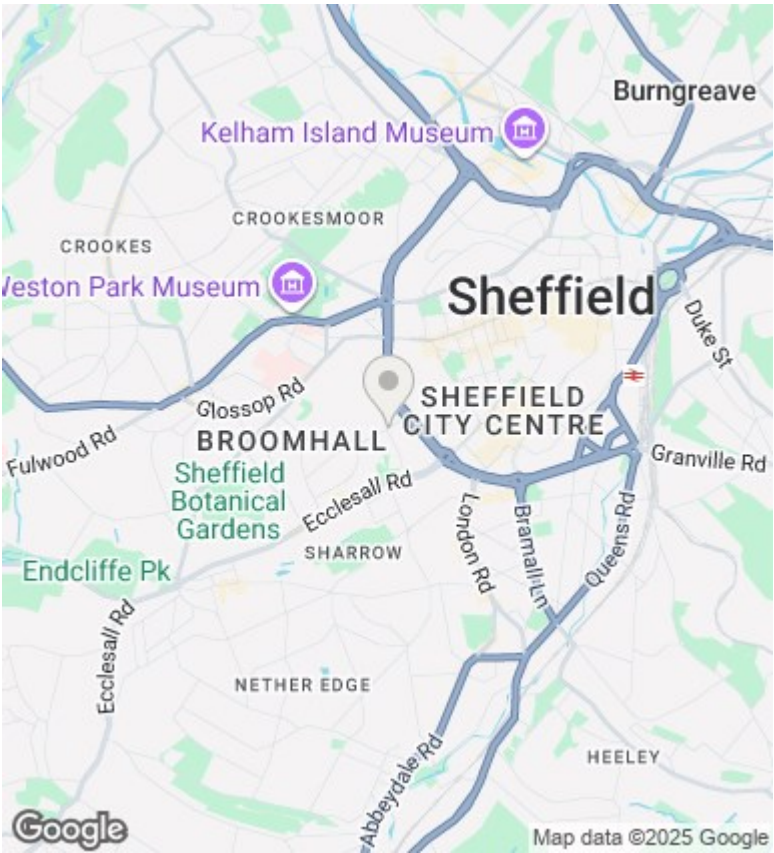 Burngreave
Kelham Island Museum
CROOKESMOOR
CROOKES
Weston Park Museum
Sheffield
Duke St
Glossop Rd
SHEFFIELD
CITY CENTRE
Fulwood Rd
BROOMHALL
Granville Rd
Sheffield
Botanical
Gardens
Ecclesall Rd
London Rd
Bramall Ln
Queens Rd
SHARROW
Endcliffe Pk
Ecclesall Rd
NETHER EDGE
Abbeydale Rd
HEELEY
Google
Map data ©2025 Google